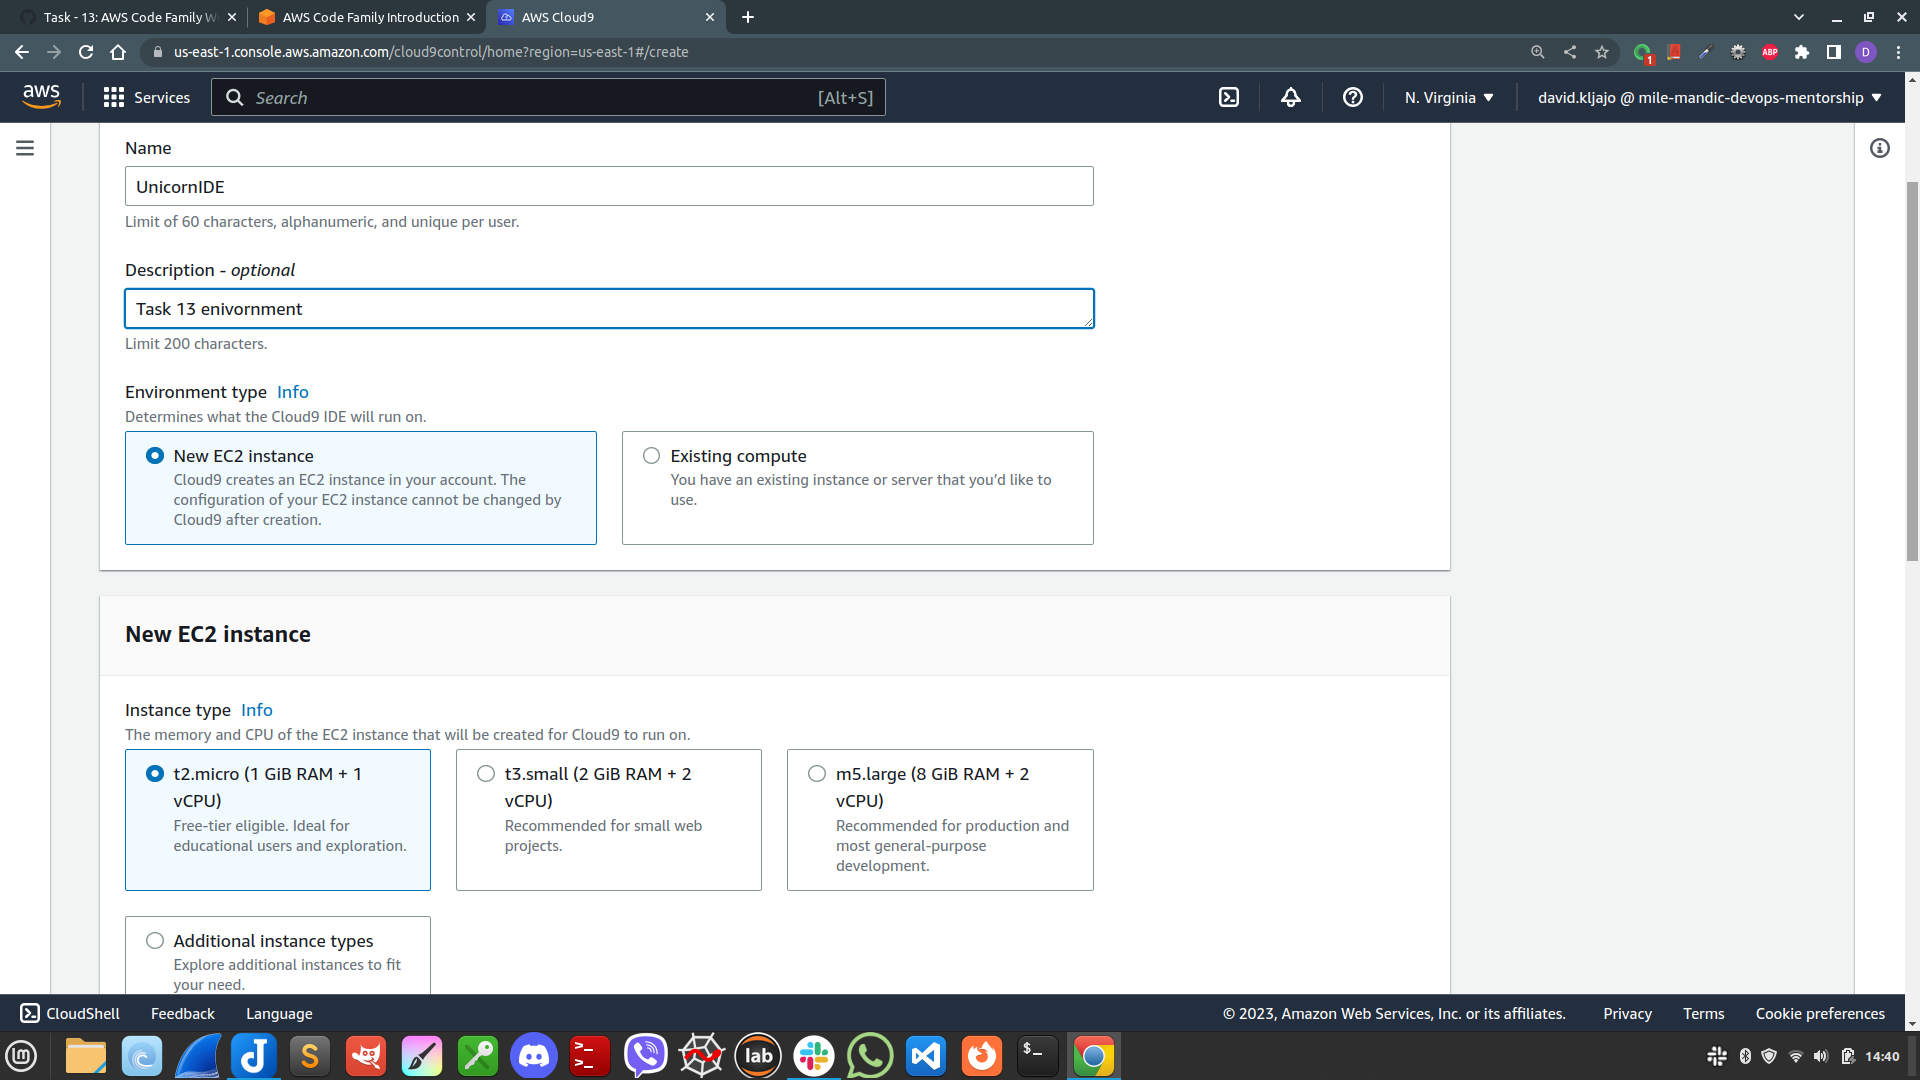 Task - 13: AWS Code Family W
AWS Code Family Introduction
AWS Cloud9
us-east-1.console.aws.amazon.com/cloud9control/home?region=us-east-1#/create
1
ABP
D
aws
Services
Search
[Alt+S]
N. Virginia
david.kljajo @ mile-mandic-devops-mentorship
Name
UnicornIDE
Limit of 60 characters, alphanumeric, and unique per user.
Description - optional
Task 13 enivornment
Limit 200 characters.
Environment type Info
Determines what the Cloud9 IDE will run on.
New EC2 instance
Cloud9 creates an EC2 instance in your account. The
configuration of your EC2 instance cannot be changed by
Cloud9 after creation.
Existing compute
You have an existing instance or server that you’d like to
use.
New EC2 instance
Instance type Info
The memory and CPU of the EC2 instance that will be created for Cloud9 to run on.
t2.micro (1 GiB RAM + 1
vCPU)
Free-tier eligible. Ideal for
educational users and exploration.
t3.small (2 GiB RAM + 2
vCPU)
Recommended for small web
projects.
m5.large (8 GiB RAM + 2
vCPU)
Recommended for production and
most general-purpose
development.
Additional instance types
Explore additional instances to fit
your need.
CloudShell
Feedback
Language
© 2023, Amazon Web Services, Inc. or its affiliates.
Privacy
Terms
Cookie preferences
lab
14:40